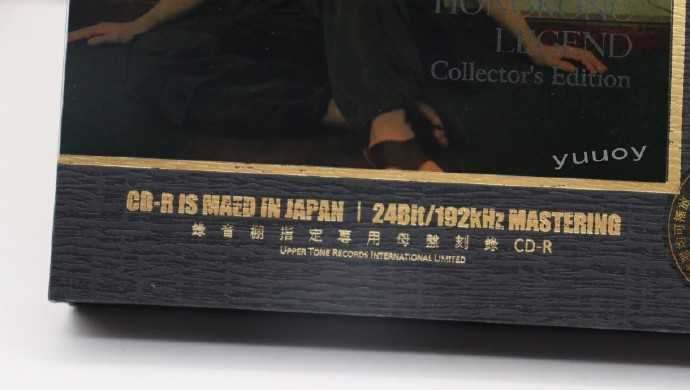 HONGKONG
LEGEND
Collector's Edition
yuuoy
CD-R IS MAED IN JAPAN | 24Bit/192kHz MASTERING
錄音棚指定專用母盤刻錄 CD-R
UPPER TONE RECORDS INTERNATIONAL LIMITED